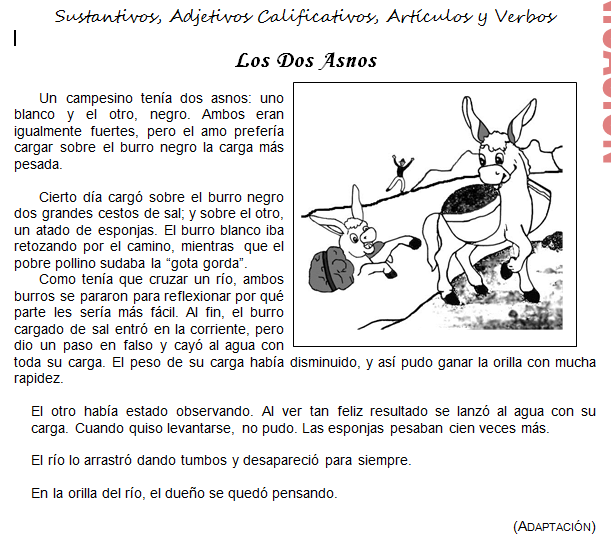 Sustantivos, Adjetivos Calificativos, Artículos y Verbos
Los Dos Asnos
Un campesino tenía dos asnos: uno
blanco y el otro, negro. Ambos eran
igualmente fuertes, pero el amo prefería
cargar sobre el burro negro la carga más
pesada.
Cierto día cargó sobre el burro negro
dos grandes cestos de sal; y sobre el otro,
un atado de esponjas. El burro blanco iba
retozando por el camino, mientras que el
pobre pollino sudaba la “gota gorda”.
Como tenía que cruzar un río, ambos
burros se pararon para reflexionar por qué
parte les sería más fácil. Al fin, el burro
cargado de sal entró en la corriente, pero
dio un paso en falso y cayó al agua con
toda su carga. El peso de su carga había disminuido, y así pudo ganar la orilla con mucha
rapidez.
El otro había estado observando. Al ver tan feliz resultado se lanzó al agua con su
carga. Cuando quiso levantarse, no pudo. Las esponjas pesaban cien veces más.
El río lo arrastró dando tumbos y desapareció para siempre.
En la orilla del río, el dueño se quedó pensando.
(ADAPTACIÓN)